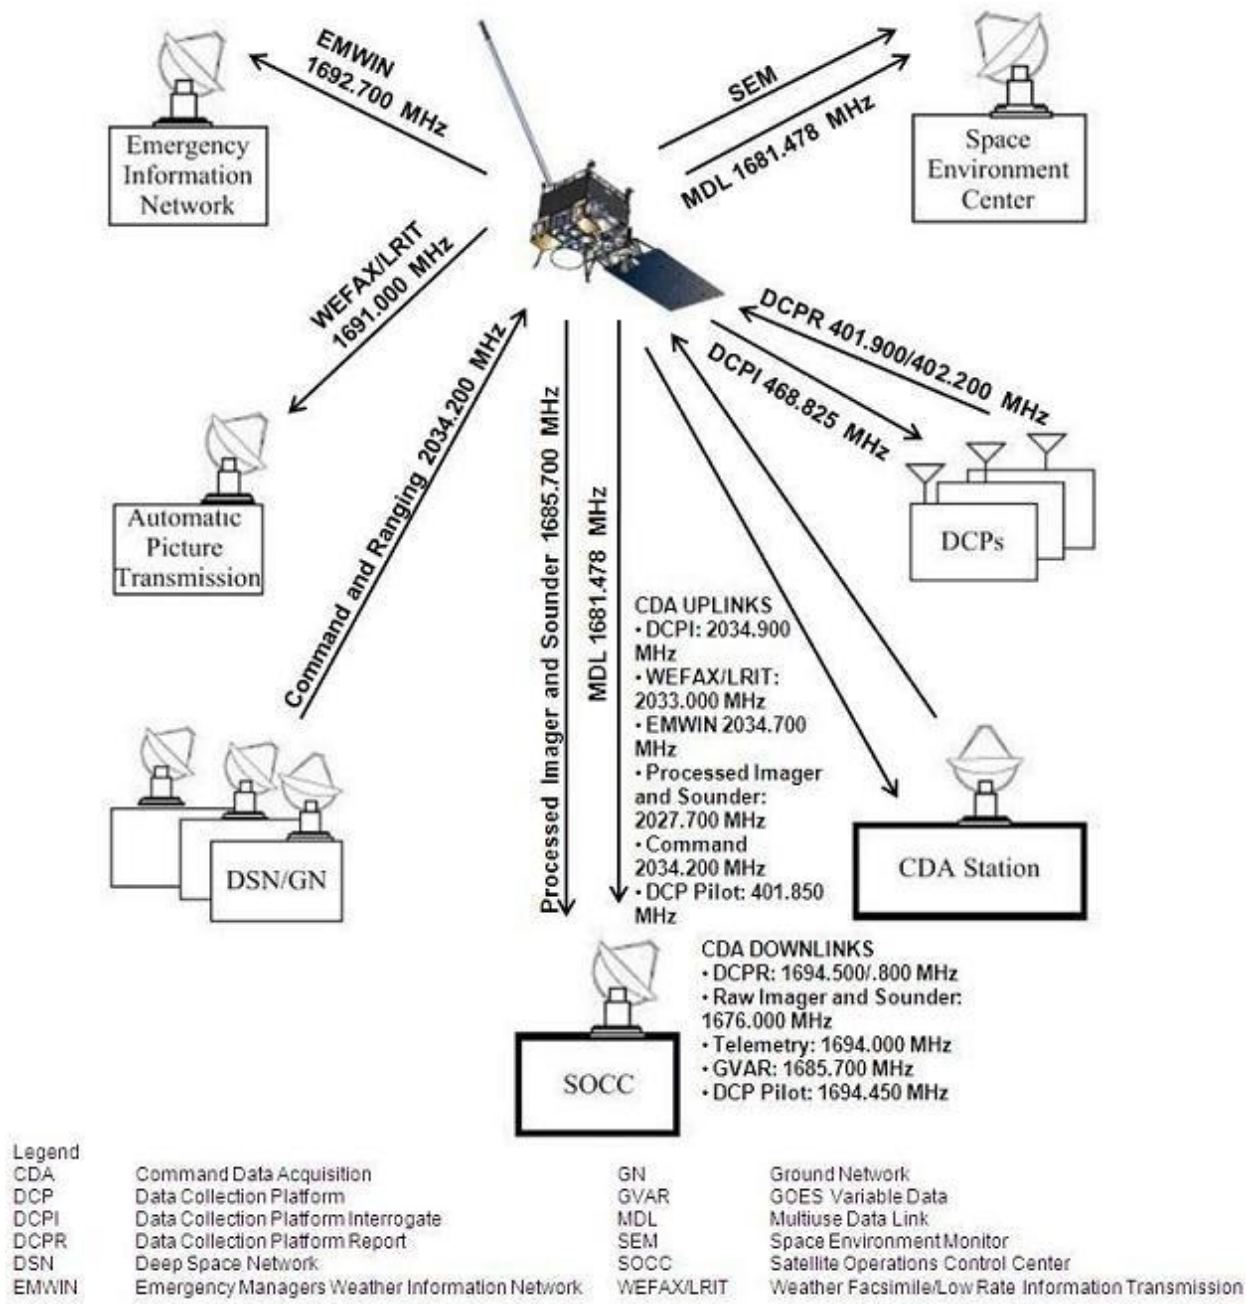 EMWIN
1692.700 MHz
SEM
MDL 1681.478 MHz
Emergency
Information
Network
Space
Environment
Center
WEFAX/LRIT
1691.000 MHz
DCPR 401.900/402.200 MHz
DCPI 468.825 MHz
Automatic
Picture
Transmission
DCPs
Command and Ranging 2034.200 MHz
Processed Imager and Sounder 1685.700 MHz
MDL 1681.478 MHz
CDA UPLINKS
• DCPI: 2034.900
MHz
• WEFAX/LRIT:
2033.000 MHz
• EMWIN 2034.700
MHz
• Processed Imager
and Sounder:
2027.700 MHz
• Command
2034.200 MHz
• DCP Pilot: 401.850
MHz
DSN/GN
CDA Station
CDA DOWNLINKS
• DCPR: 1694.500/.800 MHz
• Raw Imager and Sounder:
1676.000 MHz
• Telemetry: 1694.000 MHz
• GVAR: 1685.700 MHz
• DCP Pilot: 1694.450 MHz
SOCC
Legend
CDA Command Data Acquisition GN Ground Network
DCP Data Collection Platform GVAR GOES Variable Data
DCPI Data Collection Platform Interrogate MDL Multiuse Data Link
DCPR Data Collection Platform Report SEM Space Environment Monitor
DSN Deep Space Network SOCC Satellite Operations Control Center
EMWIN Emergency Managers Weather Information Network WEFAX/LRIT Weather Facsimile/Low Rate Information Transmission